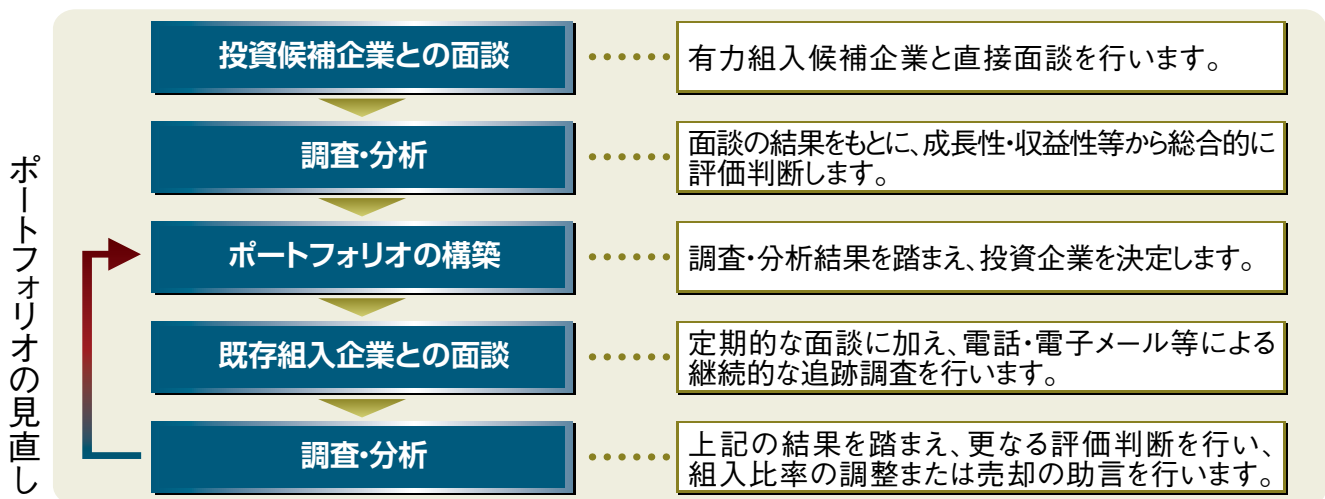 投資候補企業との面談
有力組入候補企業と直接面談を行います。
調査・分析
面談の結果をもとに、成長性・収益性等から総合的に
評価判断します。
ポートフォリオの構築
調査・分析結果を踏まえ、投資企業を決定します。
既存組入企業との面談
定期的な面談に加え、電話・電子メール等による
継続的な追跡調査を行います。
調査・分析
上記の結果を踏まえ、更なる評価判断を行い、
組入比率の調整または売却の助言を行います。
ポートフォリオの見直し